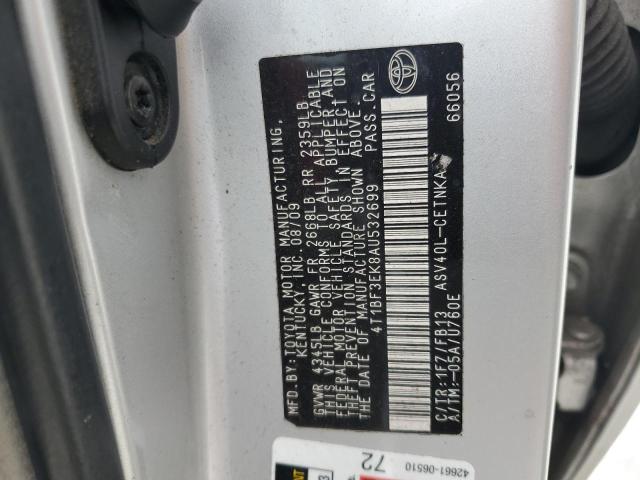 MFD.BY:TOYOTA MOTOR MANUFACTURING,
KENTUCKY, INC. 08/09
GVWR 4345LB GAWR FR 2668LB RR 2359LB
THIS VEHICLE CONFORMS TO ALL APPLICABLE
FEDERAL MOTOR VEHICLE SAFETY, BUMPER, AND
THEFT PREVENTION STANDARDS IN EFFECT ON
THE DATE OF MANUFACTURE SHOWN ABOVE.
4T1BF3EK8AU532699 PASS.CAR
C/TR:1F7/FB13 ASV40L-CETNKA 66056
A/TM:-05A/U760E
42661-06510
72